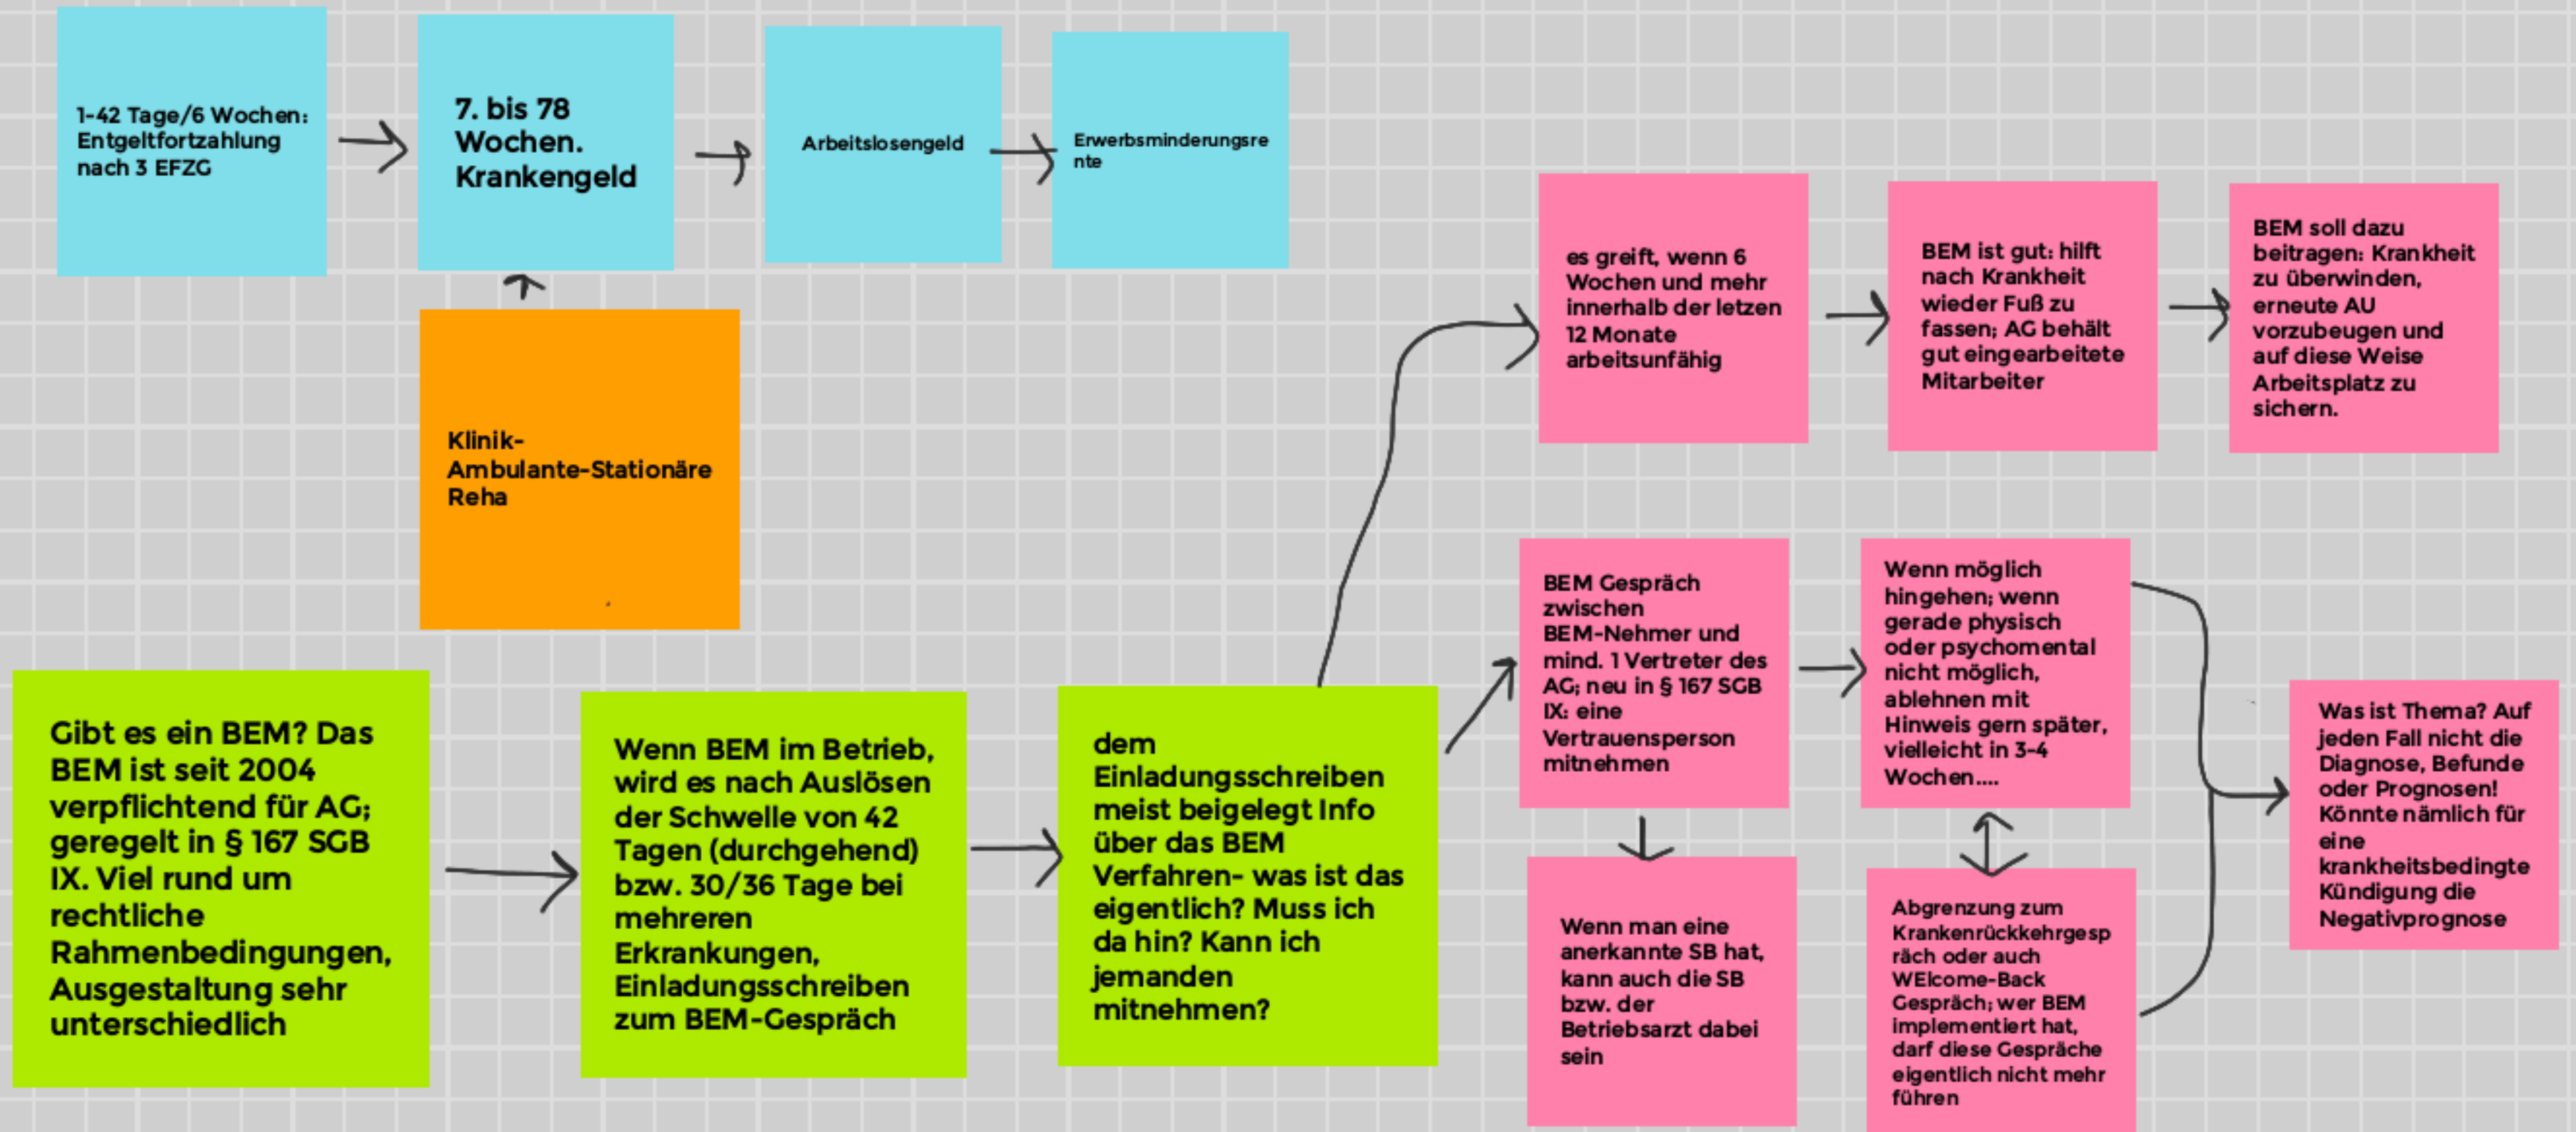 1-42 Tage/6 Wochen:
Entgeltfortzahlung
nach 3 EFZG
7. bis 78
Wochen.
Krankengeld
Arbeitslosengeld
Erwerbsminderungsre
nte
Klinik-
Ambulante-Stationäre
Reha
es greift, wenn 6
Wochen und mehr
innerhalb der letzen
12 Monate
arbeitsunfähig
BEM ist gut: hilft
nach Krankheit
wieder Fuß zu
fassen; AG behält
gut eingearbeitete
Mitarbeiter
BEM soll dazu
beitragen: Krankheit
zu überwinden,
erneute AU
vorzubeugen und
auf diese Weise
Arbeitsplatz zu
sichern.
Gibt es ein BEM? Das
BEM ist seit 2004
verpflichtend für AG;
geregelt in § 167 SGB
IX. Viel rund um
rechtliche
Rahmenbedingungen,
Ausgestaltung sehr
unterschiedlich
Wenn BEM im Betrieb,
wird es nach Auslösen
der Schwelle von 42
Tagen (durchgehend)
bzw. 30/36 Tage bei
mehreren
Erkrankungen,
Einladungsschreiben
zum BEM-Gespräch
dem
Einladungsschreiben
meist beigelegt Info
über das BEM
Verfahren- was ist das
eigentlich? Muss ich
da hin? Kann ich
jemanden
mitnehmen?
BEM Gespräch
zwischen
BEM-Nehmer und
mind. 1 Vertreter des
AG; neu in § 167 SGB
IX: eine
Vertrauensperson
mitnehmen
Wenn möglich
hingehen; wenn
gerade physisch
oder psychomental
nicht möglich,
ablehnen mit
Hinweis gern später,
vielleicht in 3-4
Wochen....
Wenn man eine
anerkannte SB hat,
kann auch die SB
bzw. der
Betriebsarzt dabei
sein
Abgrenzung zum
Krankenrückkehrgesp
räch oder auch
WElcome-Back
Gespräch; wer BEM
implementiert hat,
darf diese Gespräche
eigentlich nicht mehr
führen
Was ist Thema? Auf
jeden Fall nicht die
Diagnose, Befunde
oder Prognosen!
Könnte nämlich für
eine
krankheitsbedingte
Kündigung die
Negativprognose